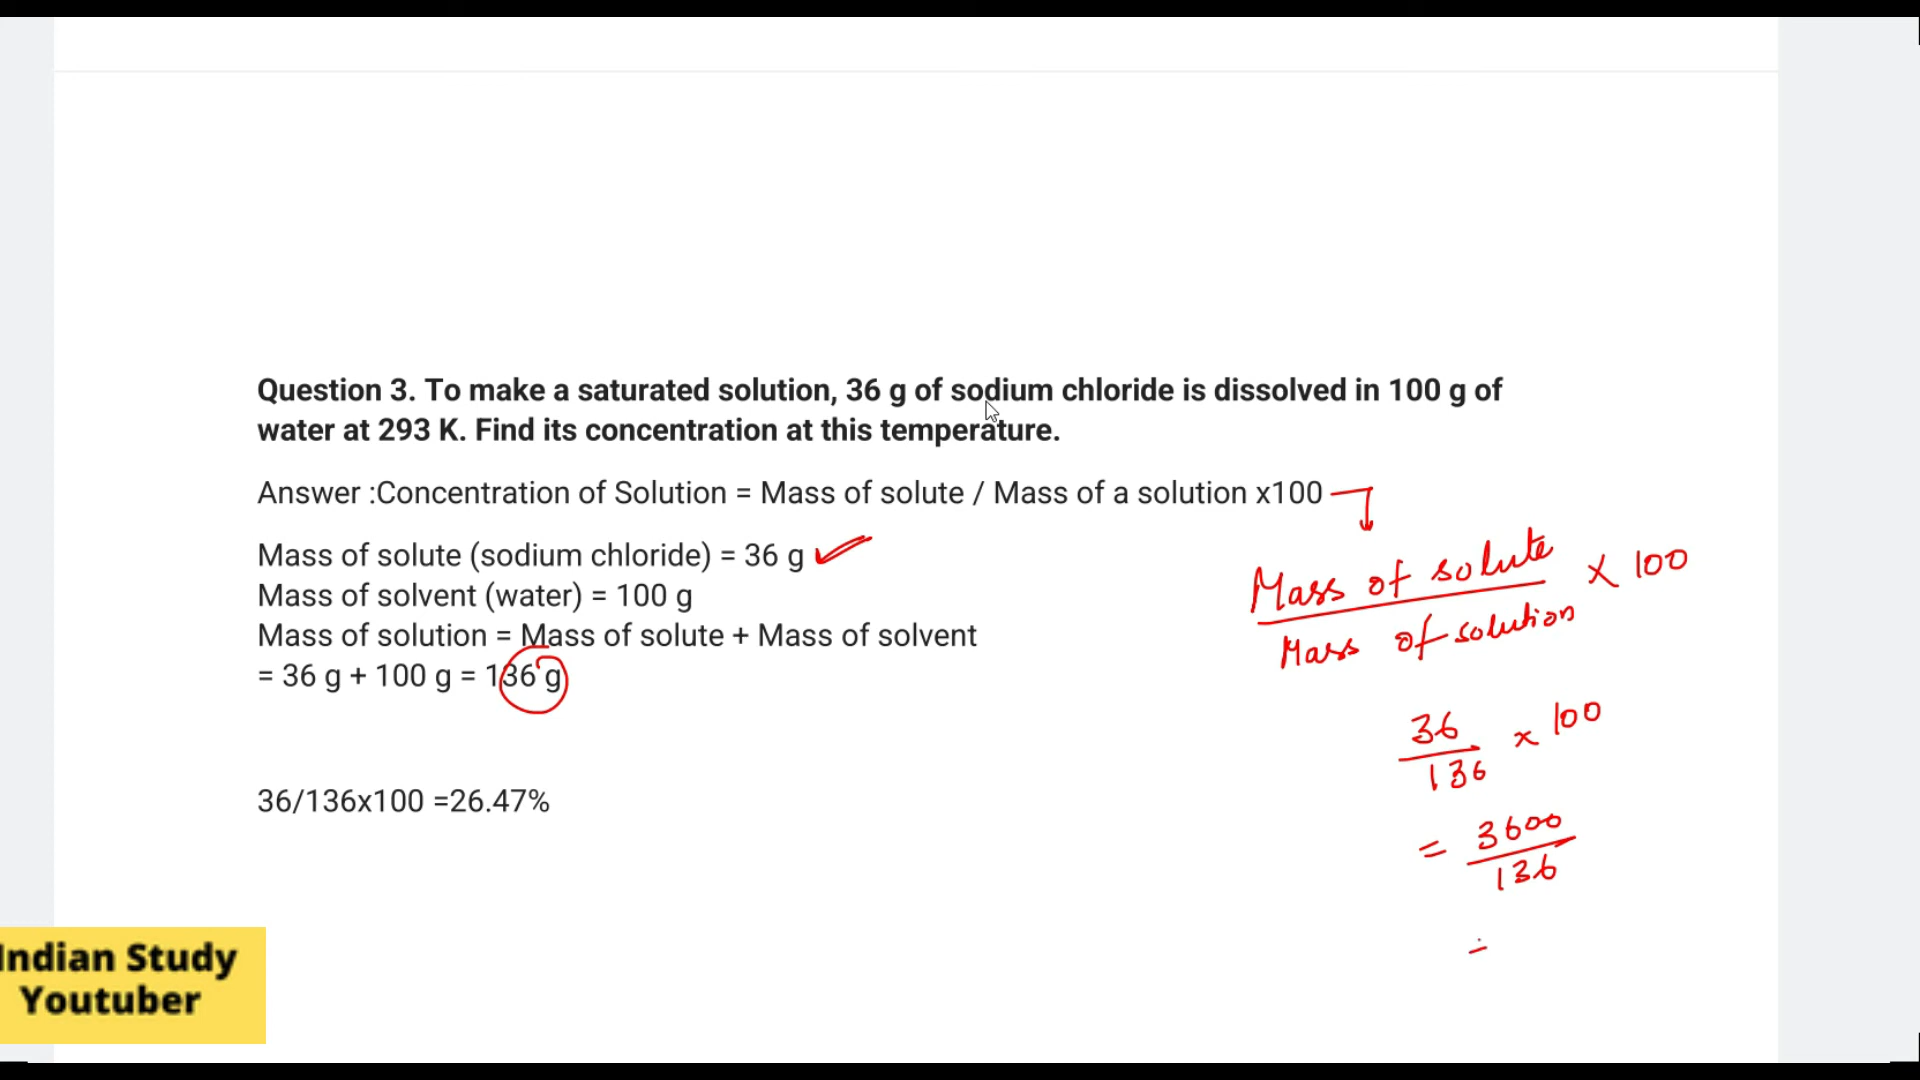 Question 3. To make a saturated solution, 36 g of sodium chloride is dissolved in 100 g of
water at 293 K. Find its concentration at this temperature.
Answer :Concentration of Solution = Mass of solute / Mass of a solution x100
Mass of solute (sodium chloride) = 36 g
Mass of solvent (water) = 100 g
Mass of solution = Mass of solute + Mass of solvent
= 36 g + 100 g = 136 g
36/136x100 =26.47%
Mass of solute × 100
Mass of solution
36 × 100
136
= 3600
136
=
Indian Study
Youtuber